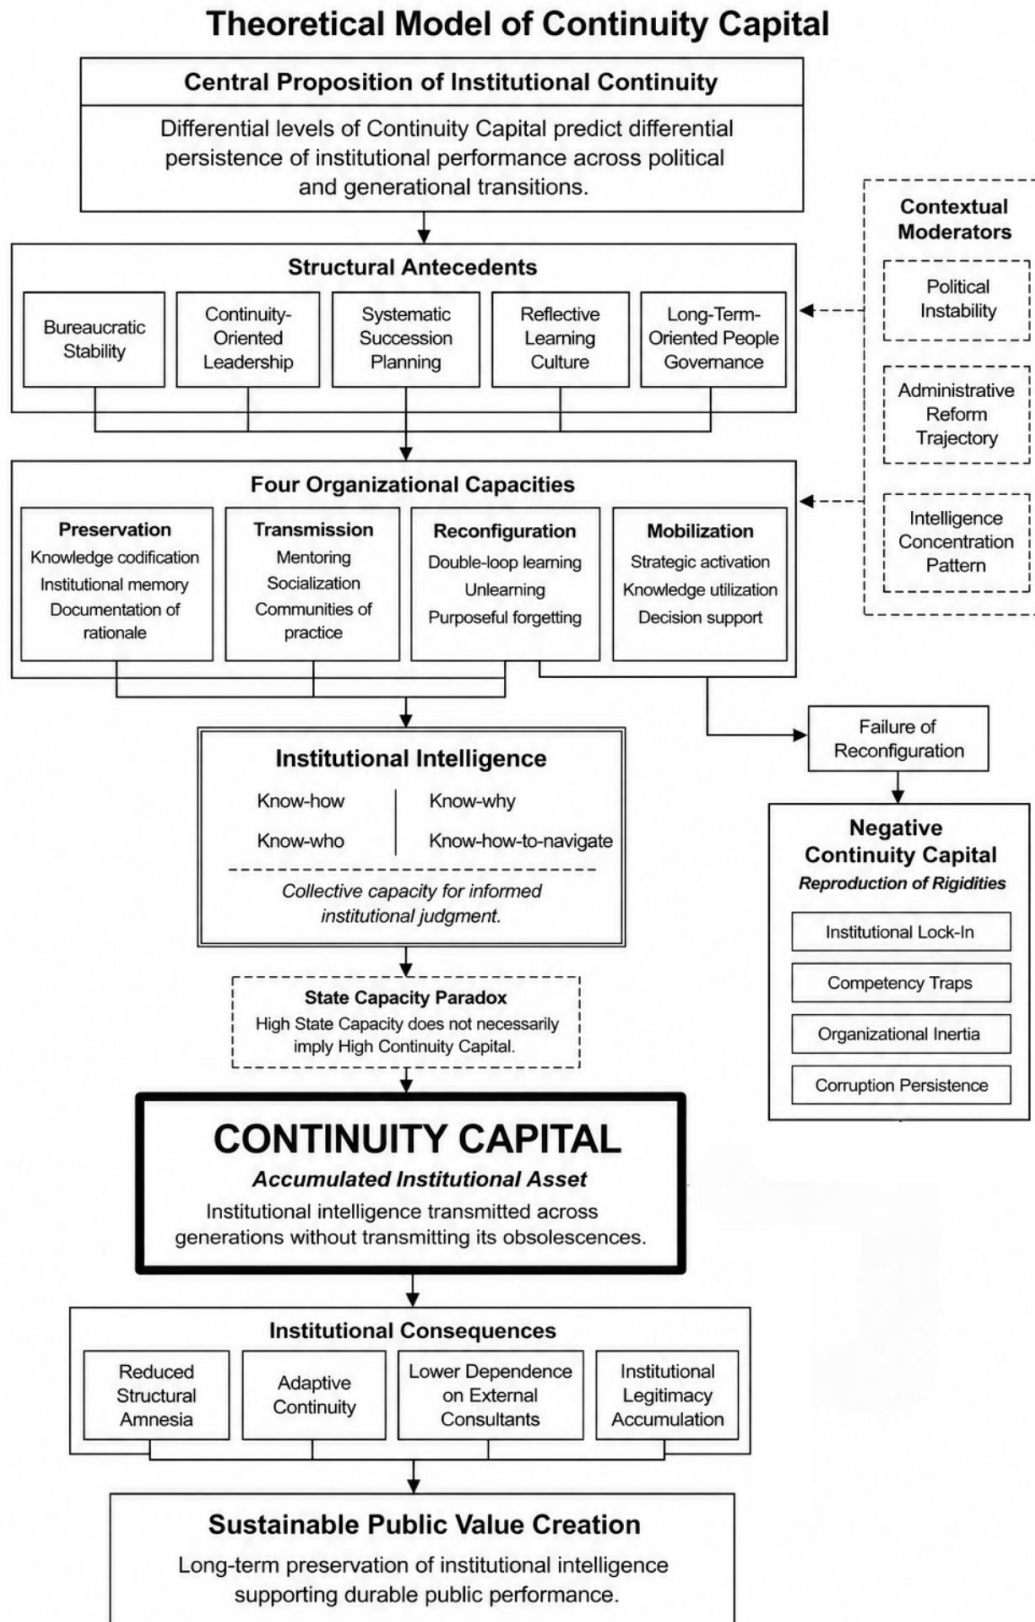 Theoretical Model of Continuity Capital
Central Proposition of Institutional Continuity
Differential levels of Continuity Capital predict differential
persistence of institutional performance across political
and generational transitions.
Contextual
Moderators
Political
Instability
Administrative
Reform
Trajectory
Intelligence
Concentration
Pattern
Structural Antecedents
Bureaucratic
Stability
Continuity-
Oriented
Leadership
Systematic
Succession
Planning
Reflective
Learning
Culture
Long-Term-
Oriented People
Governance
Four Organizational Capacities
Preservation
Knowledge codification
Institutional memory
Documentation of
rationale
Transmission
Mentoring
Socialization
Communities of
practice
Reconfiguration
Double-loop learning
Unlearning
Purposeful forgetting
Mobilization
Strategic activation
Knowledge utilization
Decision support
Failure of
Reconfiguration
Negative
Continuity Capital
Reproduction of Rigidities
Institutional Lock-In
Competency Traps
Organizational Inertia
Corruption Persistence
Institutional Intelligence
Know-how
Know-why
Know-who
Know-how-to-navigate
Collective capacity for informed
institutional judgment.
State Capacity Paradox
High State Capacity does not necessarily
imply High Continuity Capital.
CONTINUITY CAPITAL
Accumulated Institutional Asset
Institutional intelligence transmitted across
generations without transmitting its obsolescences.
Institutional Consequences
Reduced
Structural
Amnesia
Adaptive
Continuity
Lower Dependence
on External
Consultants
Institutional
Legitimacy
Accumulation
Sustainable Public Value Creation
Long-term preservation of institutional intelligence
supporting durable public performance.